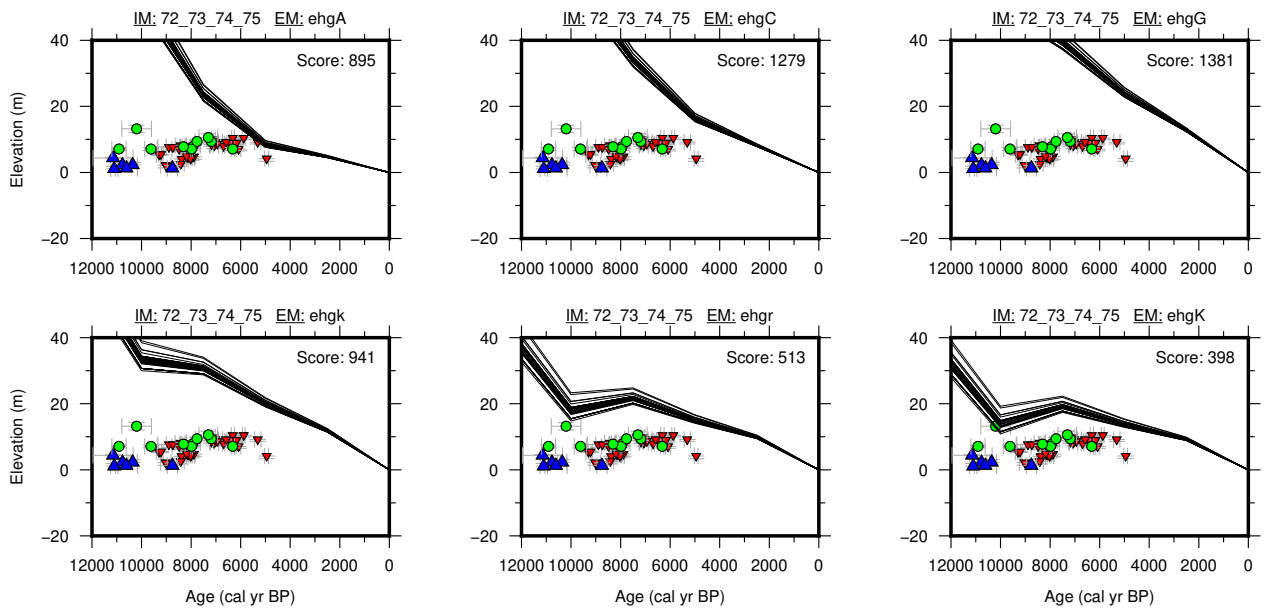 IM: 72_73_74_75 EM: ehgA
IM: 72_73_74_75 EM: ehgC
IM: 72_73_74_75 EM: ehgG
Score: 895
Score: 1279
Score: 1381
Elevation (m)
40
20
0
−20
40
20
0
−20
40
20
0
−20
12000 10000 8000 6000 4000 2000 0
12000 10000 8000 6000 4000 2000 0
12000 10000 8000 6000 4000 2000 0
IM: 72_73_74_75 EM: ehgk
IM: 72_73_74_75 EM: ehgr
IM: 72_73_74_75 EM: ehgK
Score: 941
Score: 513
Score: 398
Elevation (m)
40
20
0
−20
40
20
0
−20
40
20
0
−20
12000 10000 8000 6000 4000 2000 0
12000 10000 8000 6000 4000 2000 0
12000 10000 8000 6000 4000 2000 0
Age (cal yr BP)
Age (cal yr BP)
Age (cal yr BP)